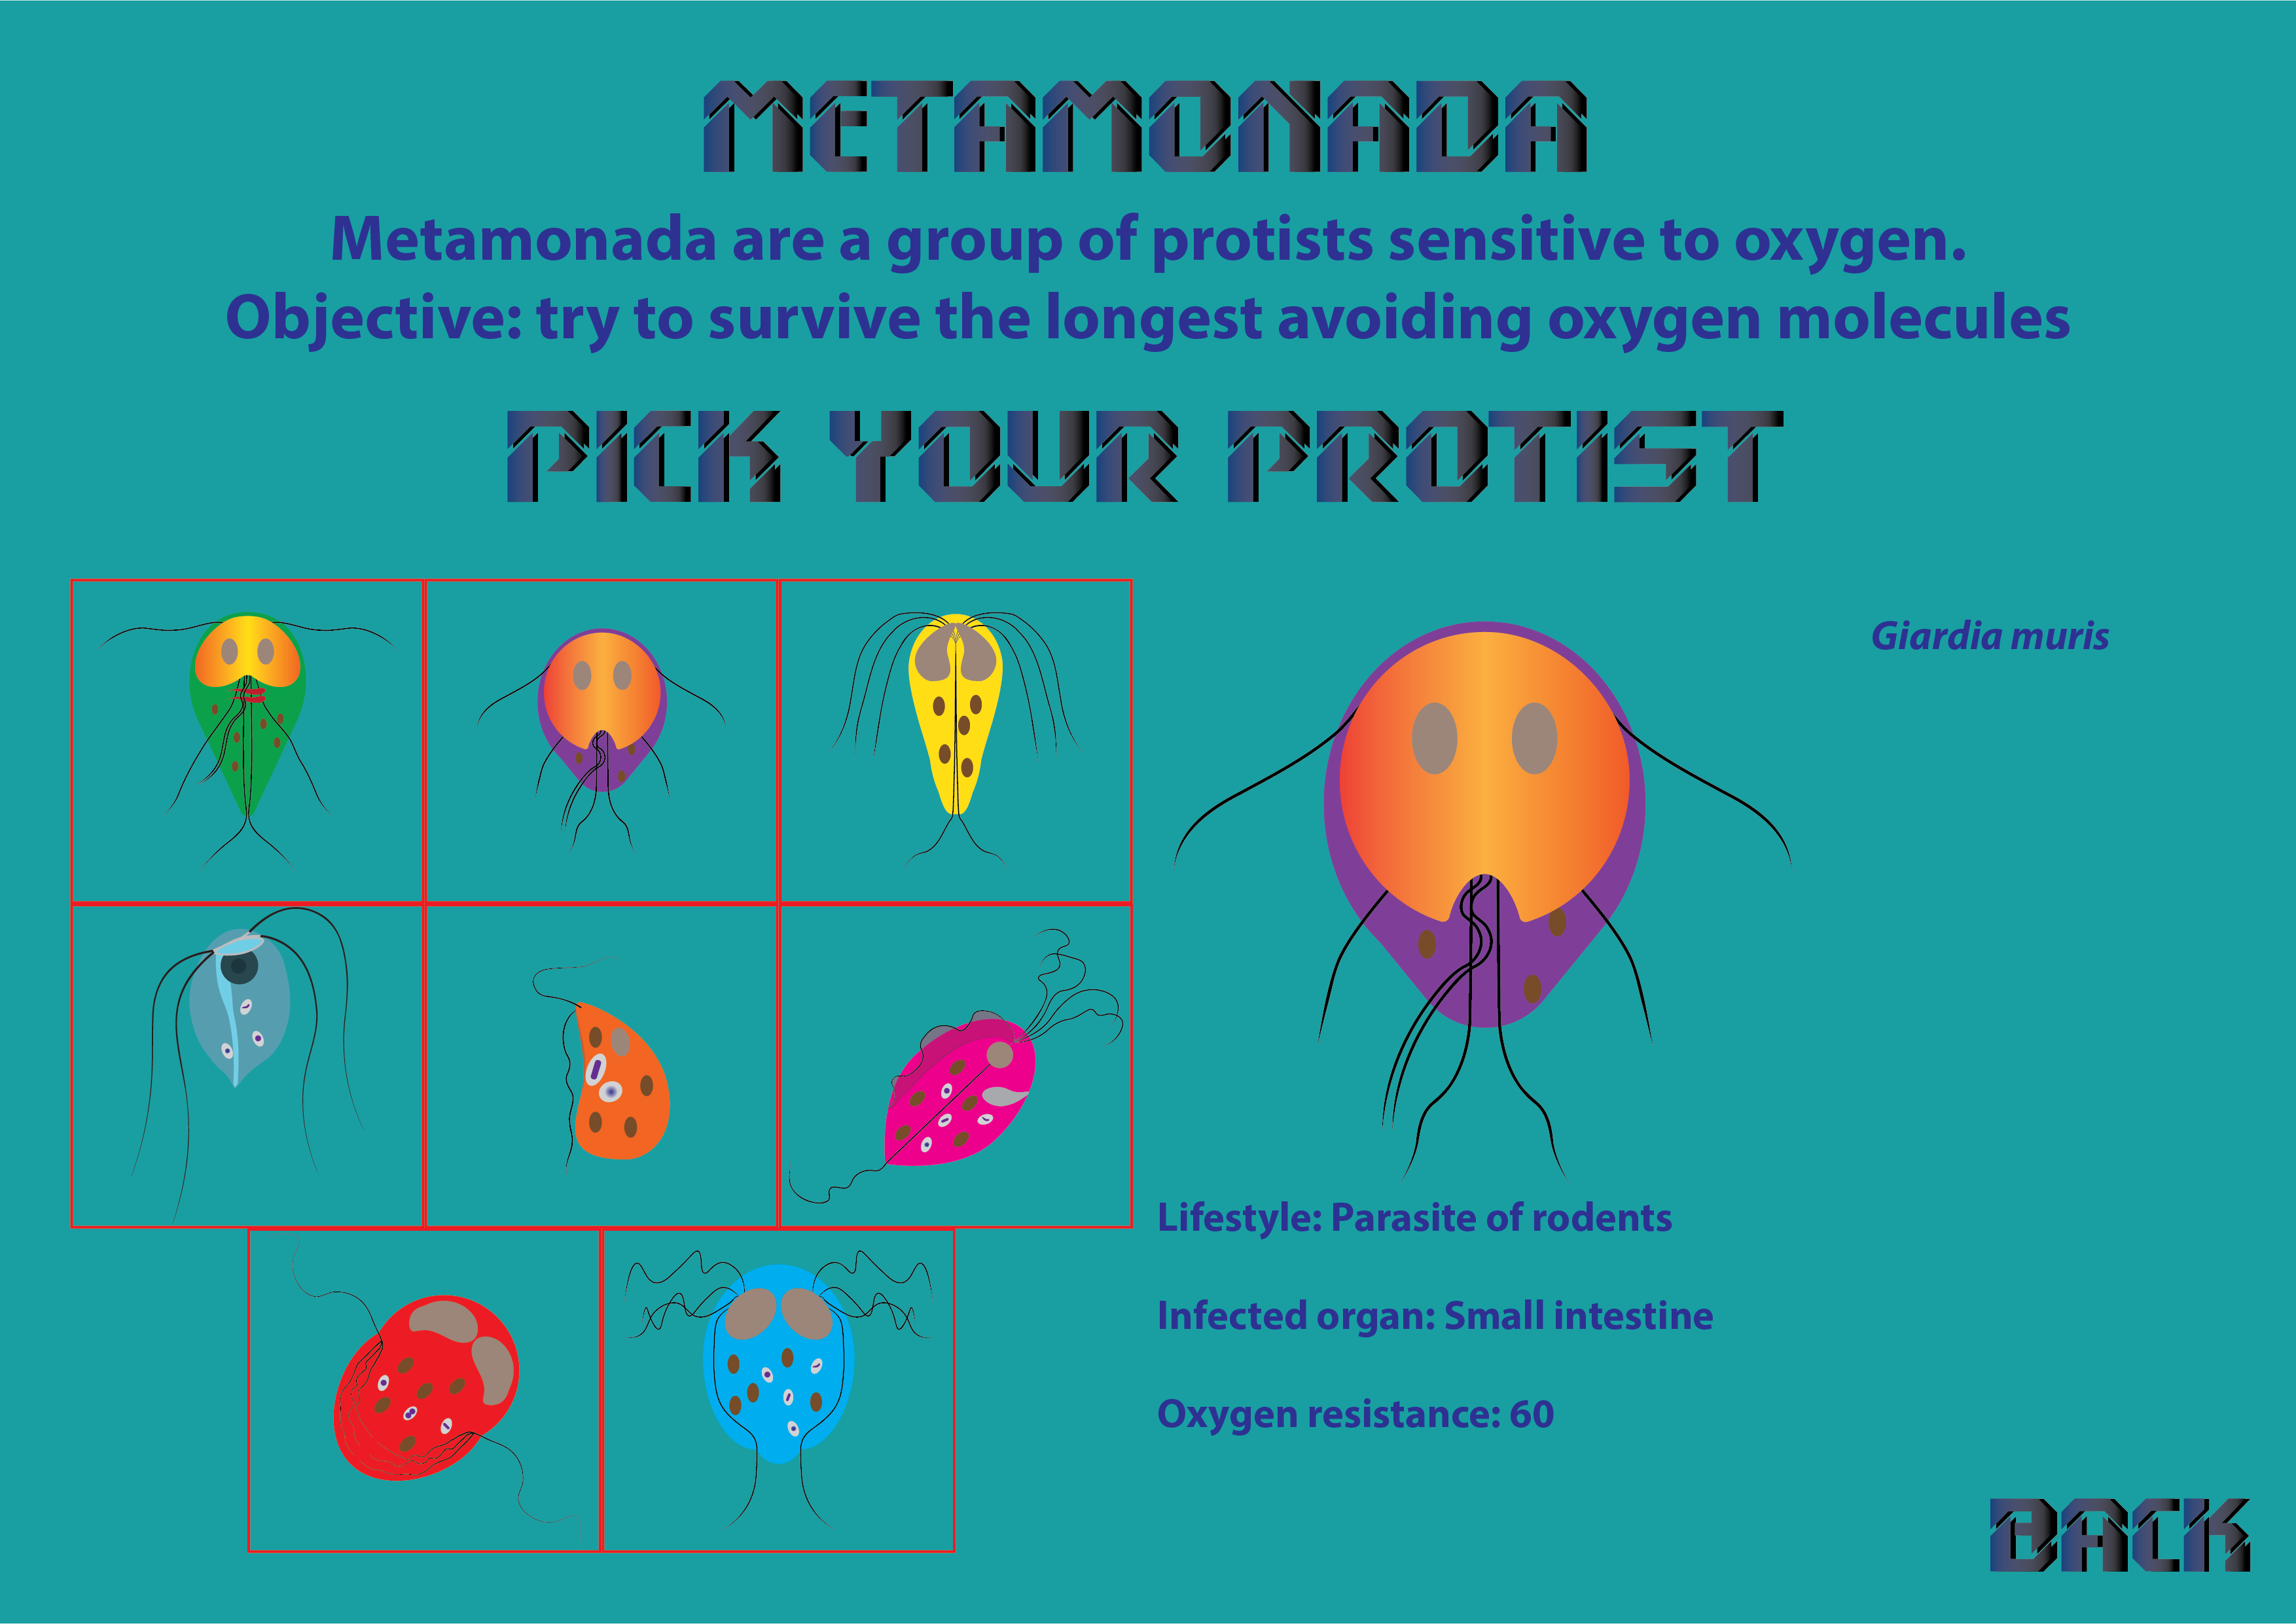 METAMONADA
Metamonada are a group of protists sensitive to oxygen.
Objective: try to survive the longest avoiding oxygen molecules
PICK YOUR PROTIST
Giardia muris
Lifestyle: Parasite of rodents
Infected organ: Small intestine
Oxygen resistance: 60
BACK